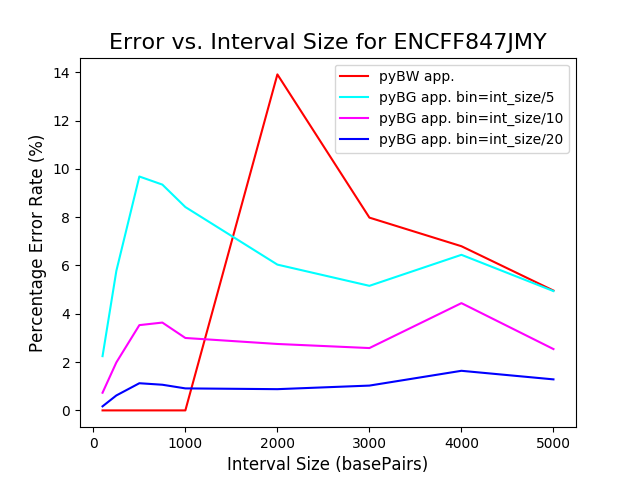 Error vs. Interval Size for ENCFF847JMY
pyBW app.
pyBG app. bin=int_size/5
pyBG app. bin=int_size/10
pyBG app. bin=int_size/20
Percentage Error Rate (%)
14
12
10
8
6
4
2
0
0 1000 2000 3000 4000 5000
Interval Size (basePairs)